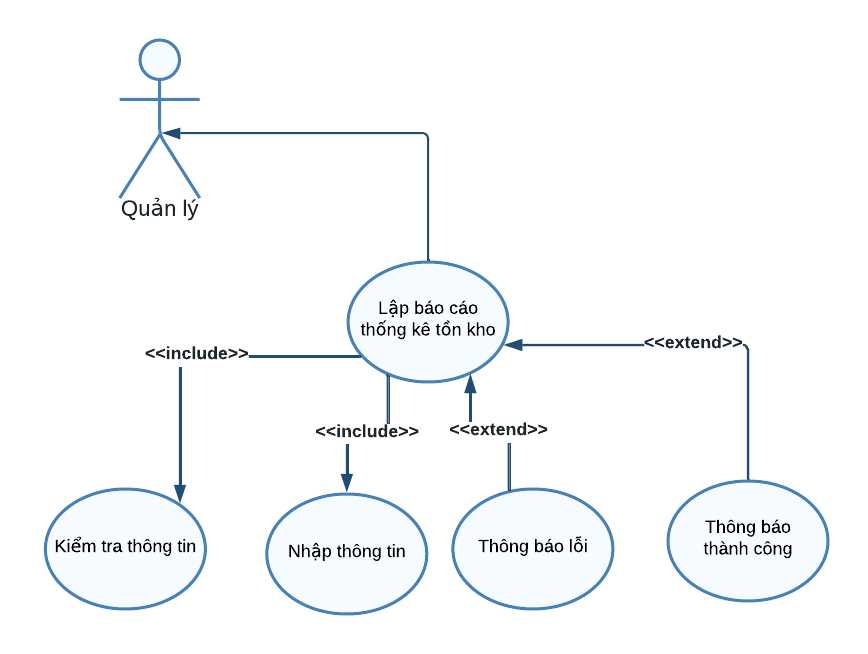 Quản lý
Lập báo cáo
thống kê tồn kho
<<include>>
<<extend>>
<<include>>
<<extend>>
Kiểm tra thông tin
Nhập thông tin
Thông báo lỗi
Thông báo
thành công